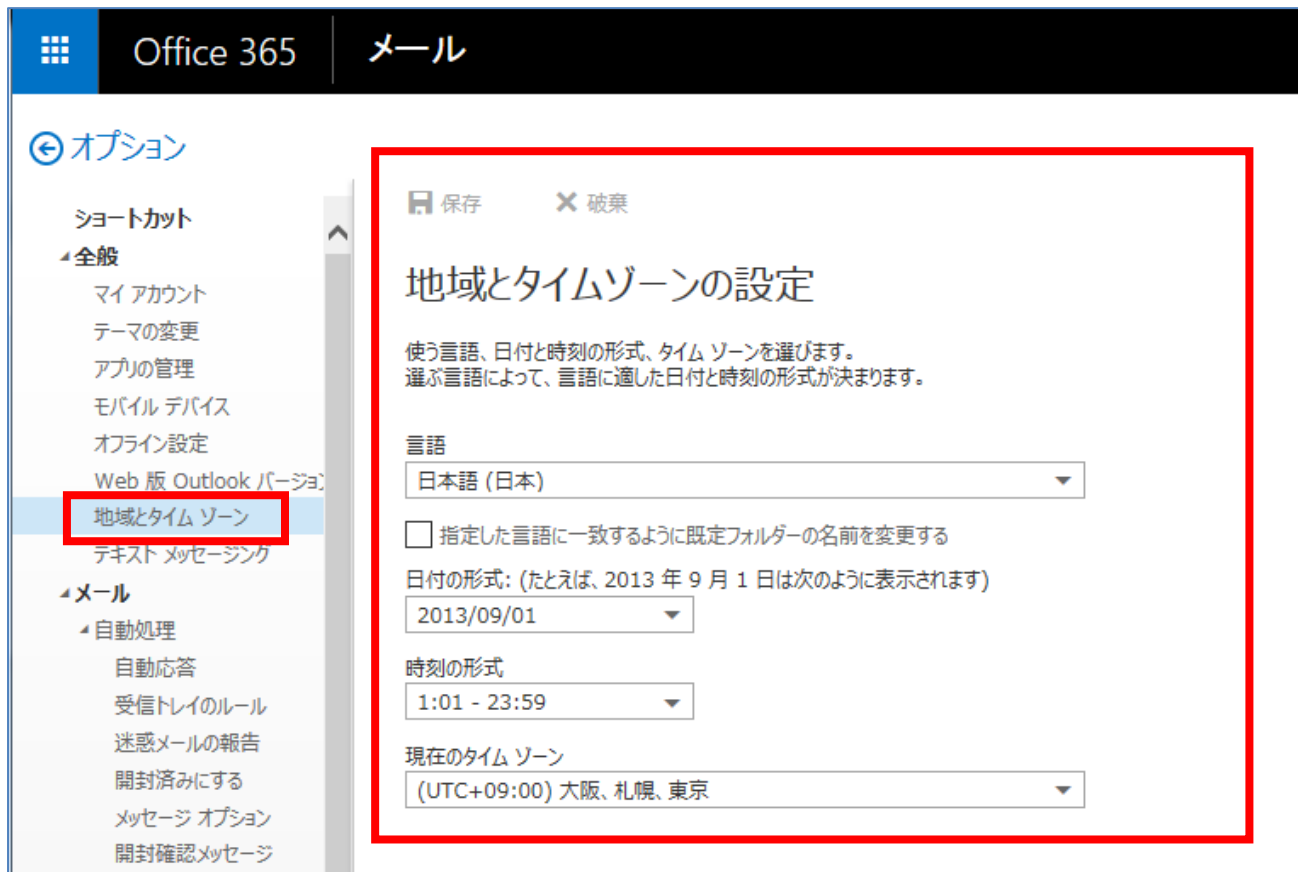 Office 365 メール
オプション
ショートカット
全般
マイ アカウント
テーマの変更
アプリの管理
モバイル デバイス
オフライン設定
Web 版 Outlook バージョン
地域とタイム ゾーン
テキスト メッセージング
メール
自動処理
自動応答
受信トレイのルール
迷惑メールの報告
開封済みにする
メッセージ オプション
開封確認メッセージ
保存 破棄
地域とタイムゾーンの設定
使う言語、日付と時刻の形式、タイム ゾーンを選びます。
選ぶ言語によって、言語に適した日付と時刻の形式が決まります。
言語
日本語 (日本)
指定した言語に一致するように既定フォルダーの名前を変更する
日付の形式: (たとえば、2013 年 9 月 1 日は次のように表示されます)
2013/09/01
時刻の形式
1:01 - 23:59
現在のタイム ゾーン
(UTC+09:00) 大阪、札幌、東京